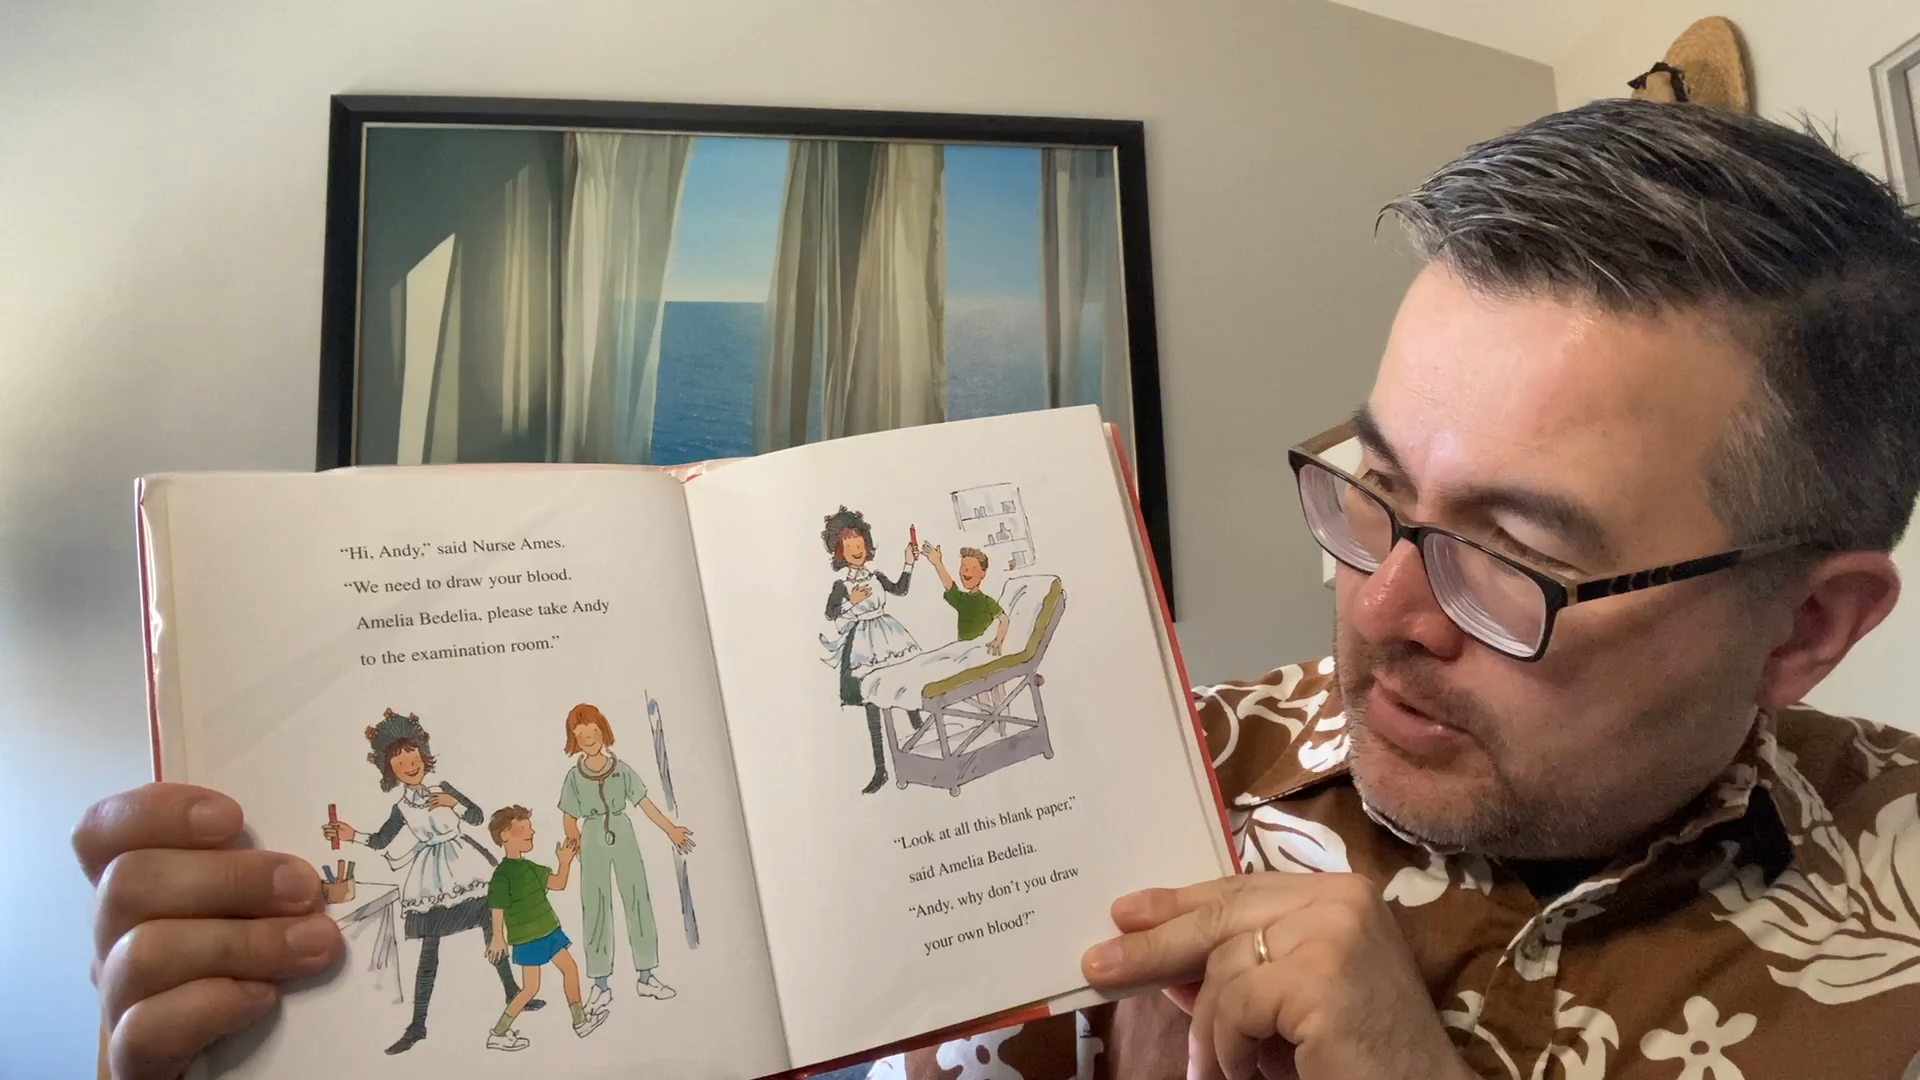 “Hi, Andy,” said Nurse Ames.
“We need to draw your blood.
Amelia Bedelia, please take Andy
to the examination room.”
“Look at all this blank paper,”
said Amelia Bedelia.
“Andy, why don’t you draw
your own blood?”